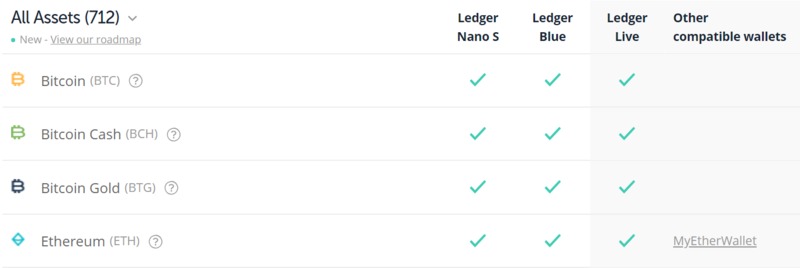 All Assets (712)
Ledger Nano S
Ledger Blue
Ledger Live
Other compatible wallets
New - View our roadmap
Bitcoin (BTC) ?
Bitcoin Cash (BCH) ?
Bitcoin Gold (BTG) ?
Ethereum (ETH) ? MyEtherWallet